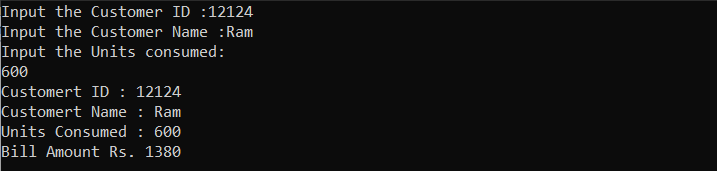 Input the Customer ID :12124
Input the Customer Name :Ram
Input the Units consumed:
600
Customert ID : 12124
Customert Name : Ram
Units Consumed : 600
Bill Amount Rs. 1380